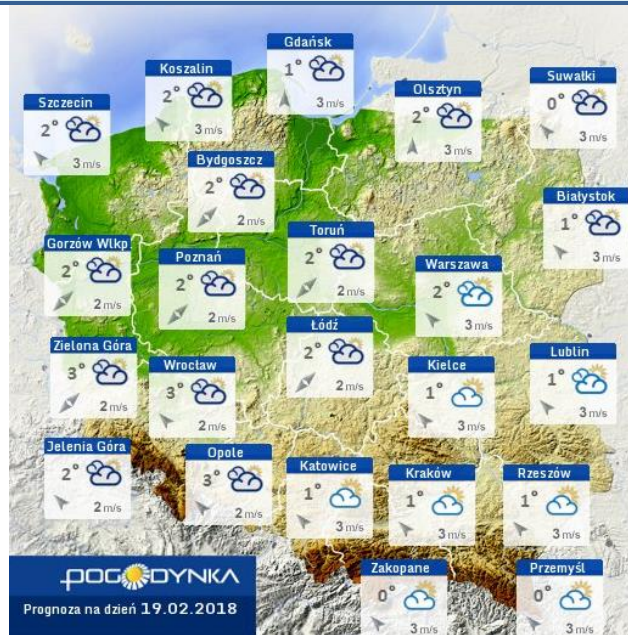 Gdańsk
1°
3 m/s
Koszalin
2°
3 m/s
Olsztyn
2°
3 m/s
Suwałki
0°
3 m/s
Szczecin
2°
3 m/s
Bydgoszcz
2°
2 m/s
Białystok
1°
3 m/s
Gorzów Wlkp.
2°
2 m/s
Poznań
2°
2 m/s
Toruń
2°
2 m/s
Warszawa
2°
3 m/s
Zielona Góra
3°
2 m/s
Wrocław
3°
2 m/s
Łódź
2°
2 m/s
Kielce
1°
3 m/s
Lublin
1°
3 m/s
Jelenia Góra
2°
2 m/s
Opole
3°
2 m/s
Katowice
1°
3 m/s
Kraków
1°
3 m/s
Rzeszów
1°
3 m/s
Zakopane
0°
3 m/s
Przemyśl
0°
3 m/s
POGODYNKA
Prognoza na dzień 19.02.2018